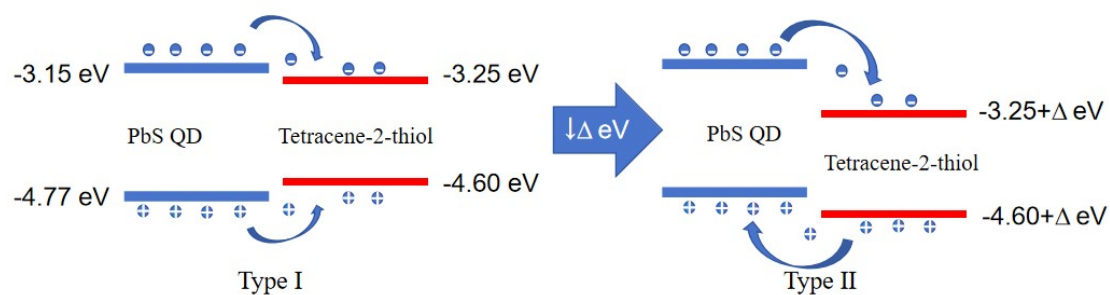 -3.15 eV
-3.25 eV
PbS QD
Tetracene-2-thiol
-4.77 eV
-4.60 eV
Type I
↓Δ eV
-3.25+Δ eV
PbS QD
Tetracene-2-thiol
-4.60+Δ eV
Type II